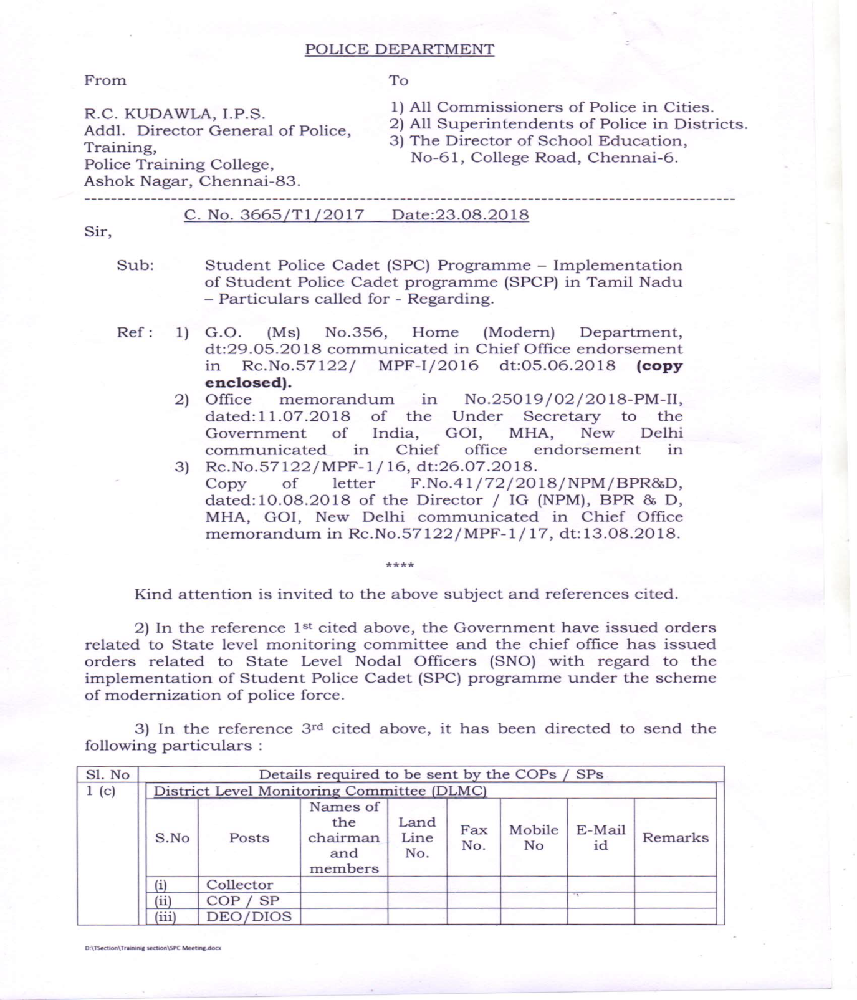 POLICE DEPARTMENT
From
R.C. KUDAWLA, I.P.S.
Addl. Director General of Police,
Training,
Police Training College,
Ashok Nagar, Chennai-83.
To
1) All Commissioners of Police in Cities.
2) All Superintendents of Police in Districts.
3) The Director of School Education,
No-61, College Road, Chennai-6.
--------------------------------------------------------------------------------------------------
C. No. 3665/T1/2017 Date:23.08.2018
Sir,
Sub: Student Police Cadet (SPC) Programme – Implementation
of Student Police Cadet programme (SPCP) in Tamil Nadu
– Particulars called for - Regarding.
Ref : 1) G.O. (Ms) No.356, Home (Modern) Department,
dt:29.05.2018 communicated in Chief Office endorsement
in Rc.No.57122/ MPF-I/2016 dt:05.06.2018 (copy
enclosed).
2) Office memorandum in No.25019/02/2018-PM-II,
dated:11.07.2018 of the Under Secretary to the
Government of India, GOI, MHA, New Delhi
communicated in Chief office endorsement in
3) Rc.No.57122/MPF-1/16, dt:26.07.2018.
Copy of letter F.No.41/72/2018/NPM/BPR&D,
dated:10.08.2018 of the Director / IG (NPM), BPR & D,
MHA, GOI, New Delhi communicated in Chief Office
memorandum in Rc.No.57122/MPF-1/17, dt:13.08.2018.
****
Kind attention is invited to the above subject and references cited.
2) In the reference 1st cited above, the Government have issued orders
related to State level monitoring committee and the chief office has issued
orders related to State Level Nodal Officers (SNO) with regard to the
implementation of Student Police Cadet (SPC) programme under the scheme
of modernization of police force.
3) In the reference 3rd cited above, it has been directed to send the
following particulars :
Sl. No Details required to be sent by the COPs / SPs
1 (c) District Level Monitoring Committee (DLMC)
S.No
Posts
Names of
the
chairman
and
members
Land
Line
No.
Fax
No.
Mobile
No
E-Mail
id
Remarks
(i) Collector
(ii) COP / SP
(iii) DEO/DIOS
D:\TSection\Traininig section\SPC Meeting.docx